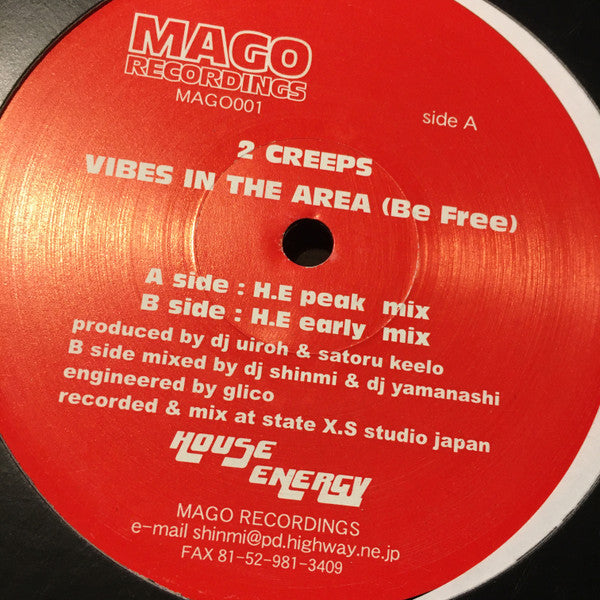 MAGO
RECORDINGS
MAGO001
side A
2 CREEPS
VIBES IN THE AREA (Be Free)
A side : H.E peak mix
B side : H.E early mix
produced by dj uiroh & satoru keelo
B side mixed by dj shinmi & dj yamanashi
engineered by glico
recorded & mix at state X.S studio japan
HOUSE
ENERGY
MAGO RECORDINGS
e-mail shinmi@pd.highway.ne.jp
FAX 81-52-981-3409